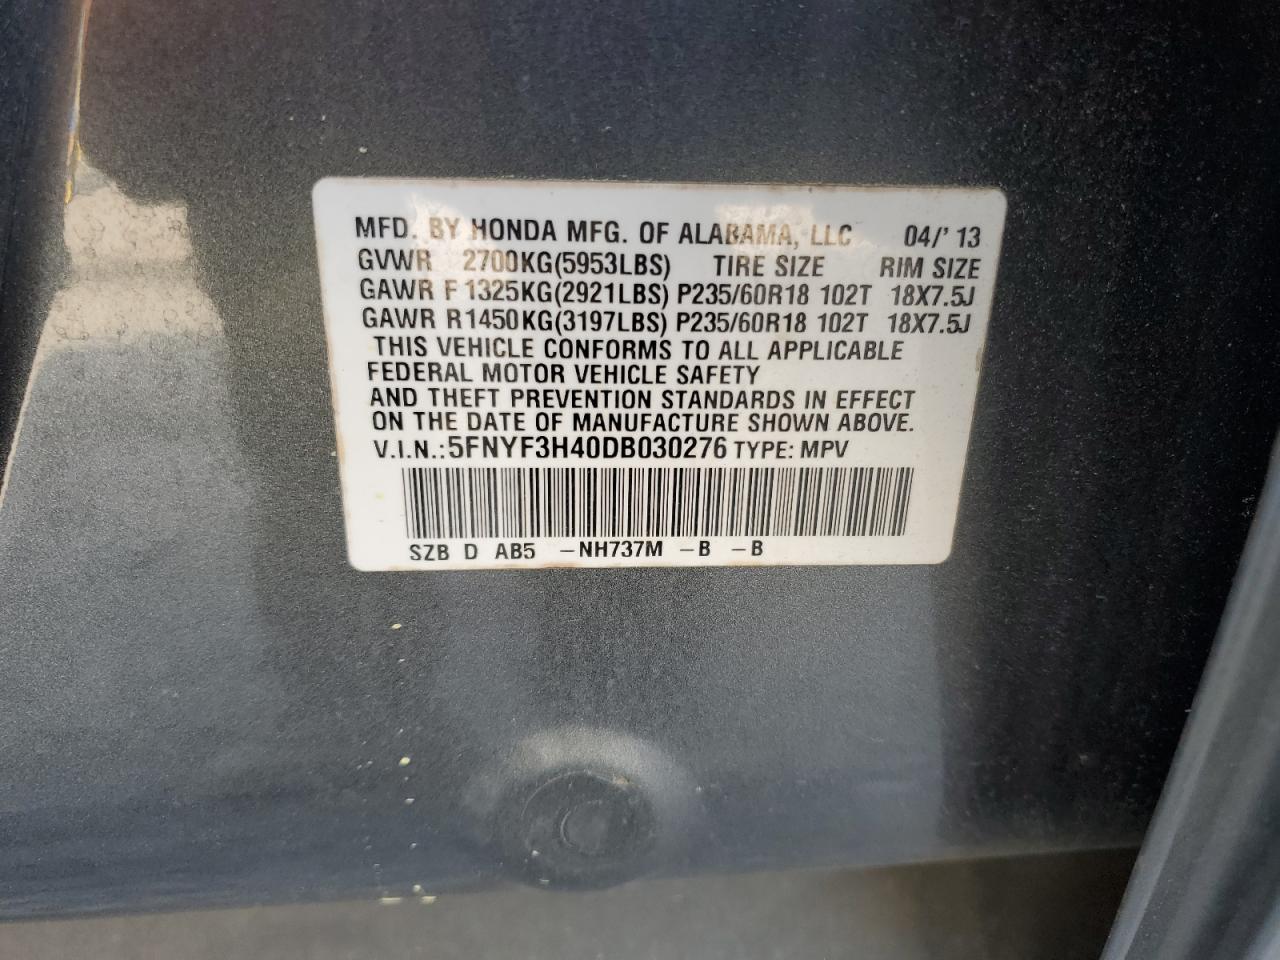 MFD. BY HONDA MFG. OF ALABAMA, LLC 04/' 13
GVWR 2700KG(5953LBS) TIRE SIZE RIM SIZE
GAWR F 1325KG(2921LBS) P235/60R18 102T 18X7.5J
GAWR R1450KG(3197LBS) P235/60R18 102T 18X7.5J
THIS VEHICLE CONFORMS TO ALL APPLICABLE
FEDERAL MOTOR VEHICLE SAFETY
AND THEFT PREVENTION STANDARDS IN EFFECT
ON THE DATE OF MANUFACTURE SHOWN ABOVE.
V.I.N.:5FNYF3H40DB030276 TYPE: MPV
SZB D AB5 -NH737M -B -B